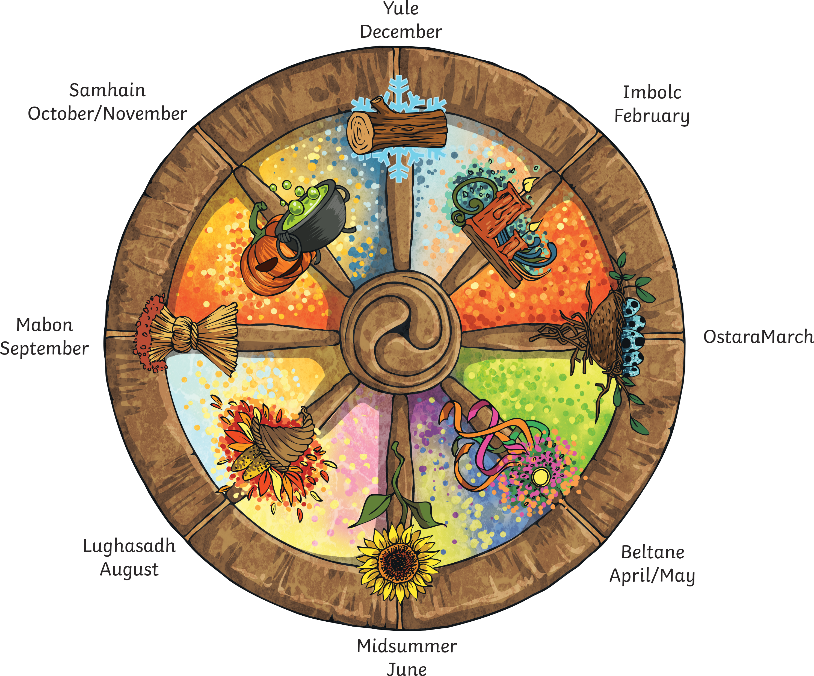 Yule
December
Imbolc
February
OstaraMarch
Beltane
April/May
Midsummer
June
Lughasadh
August
Mabon
September
Samhain
October/November